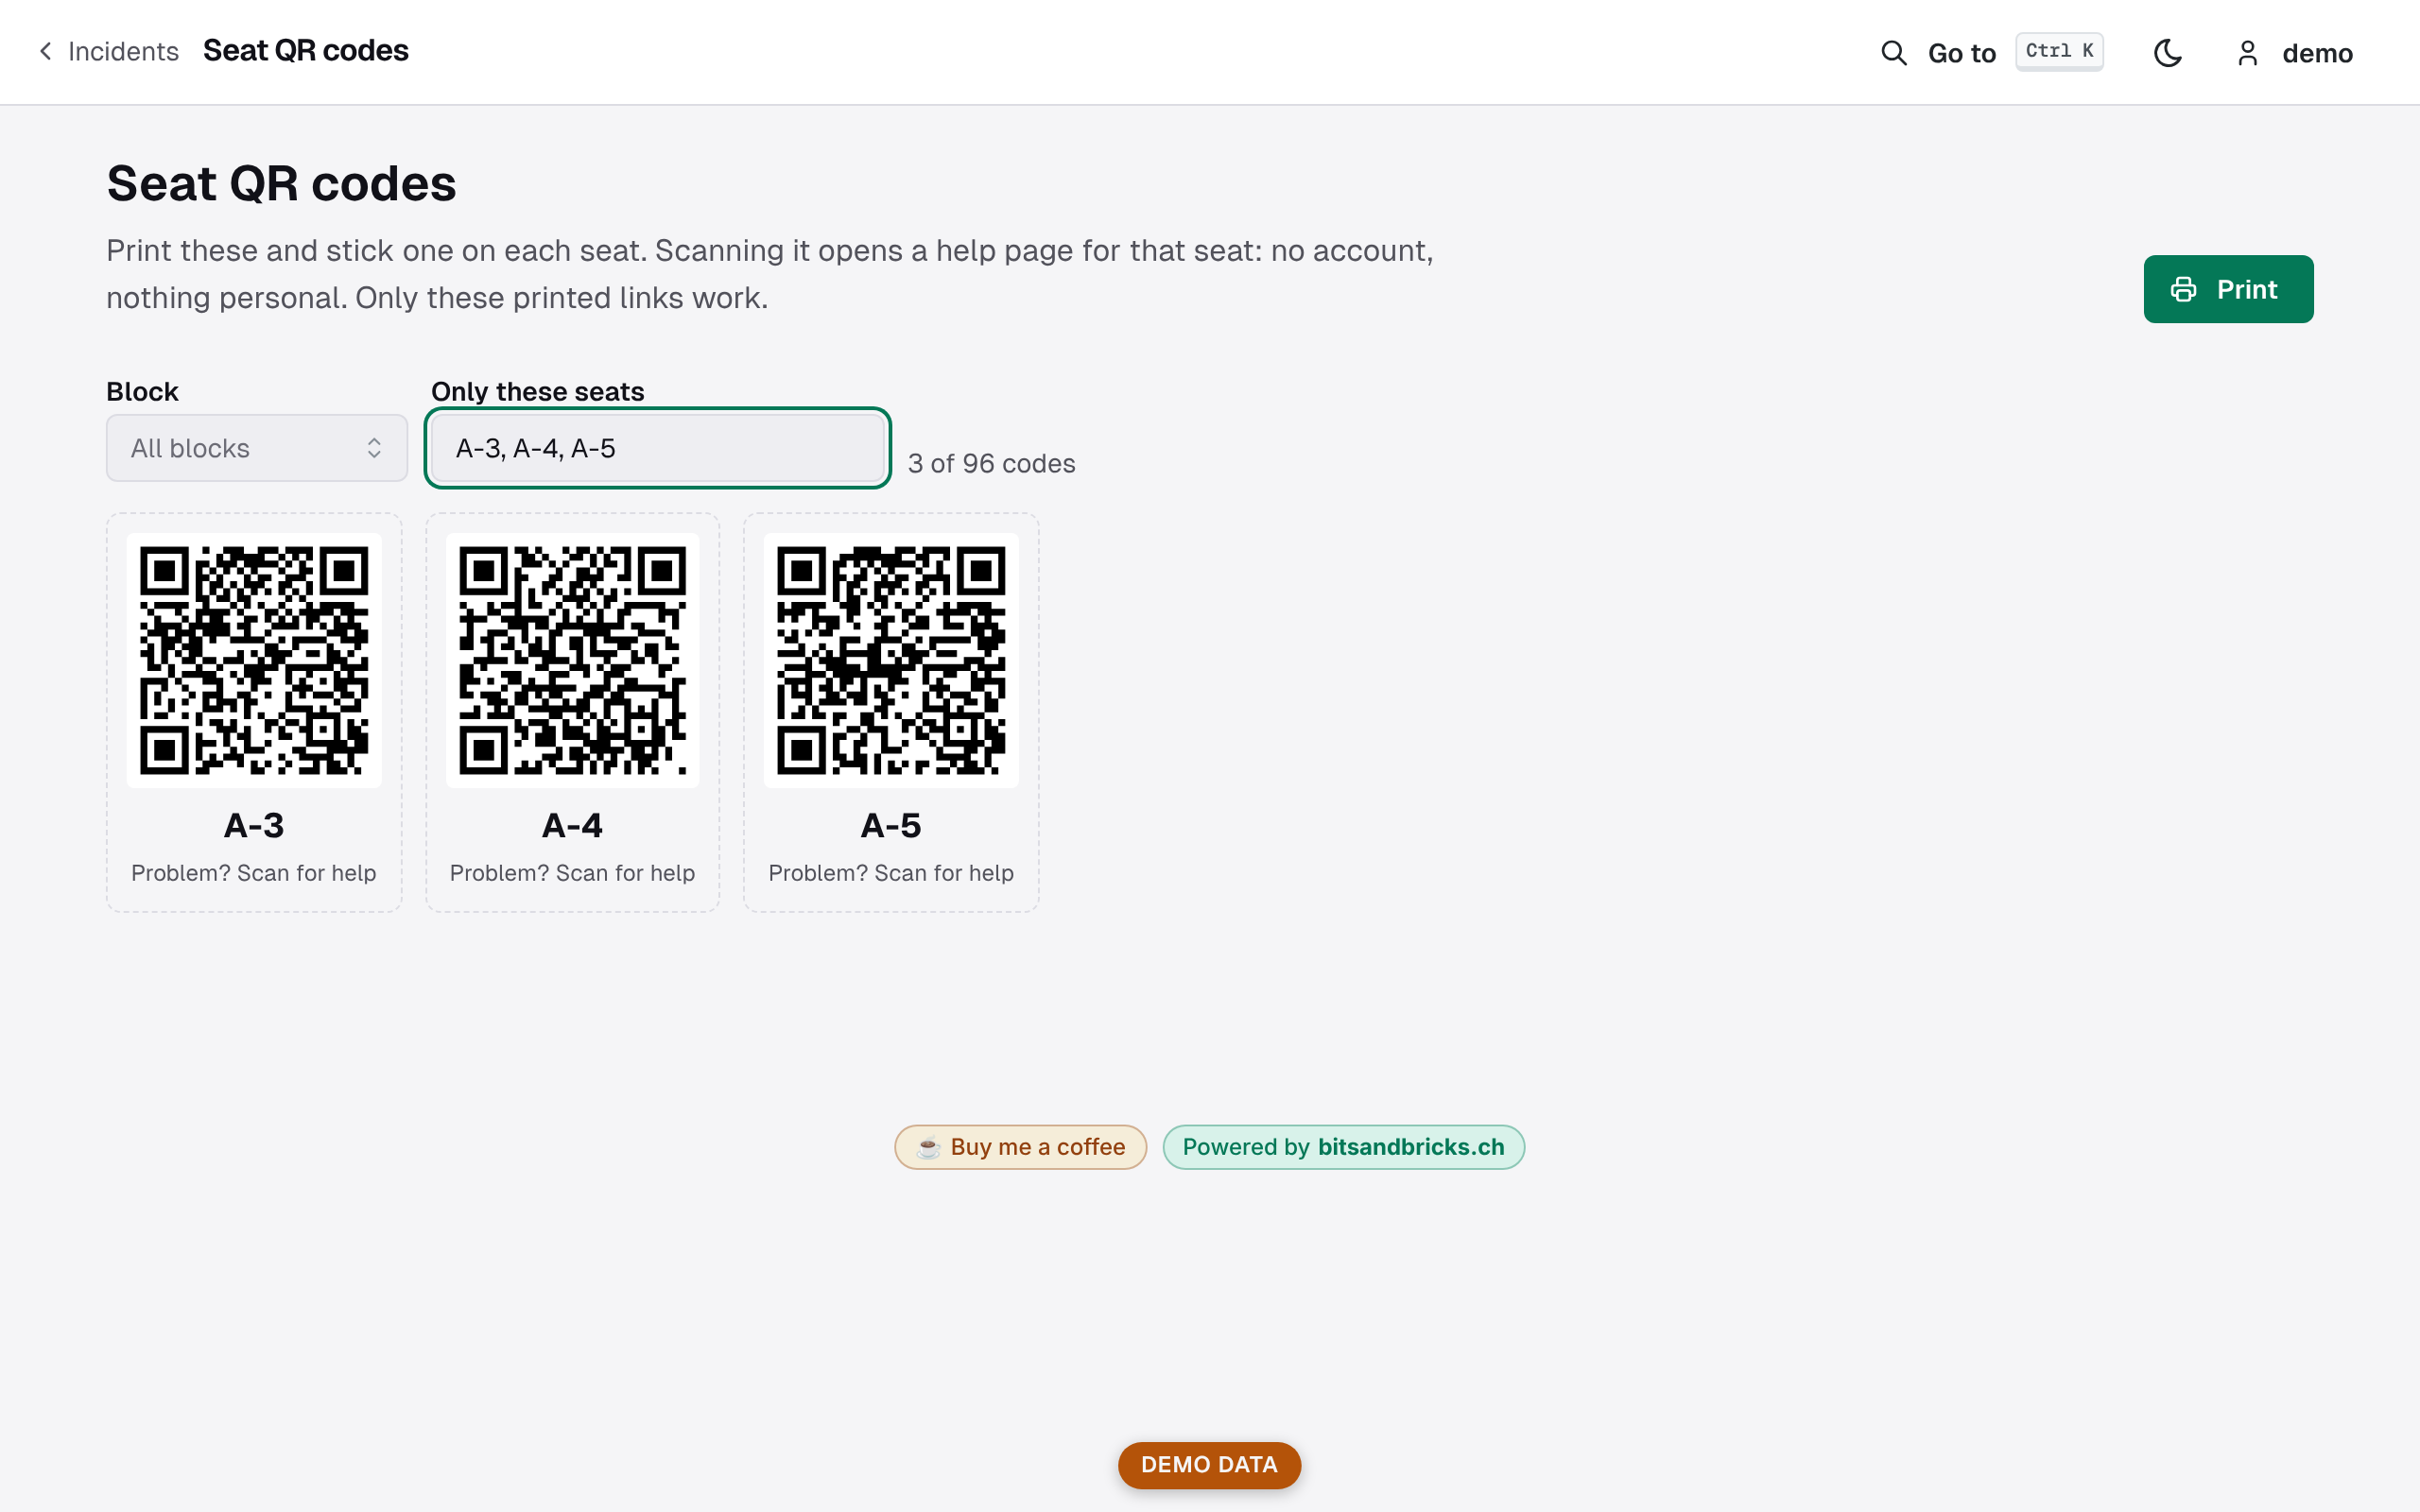 Incidents Seat QR codes Go to Ctrl K demo
Seat QR codes
Print these and stick one on each seat. Scanning it opens a help page for that seat: no account,
nothing personal. Only these printed links work.
Print
Block Only these seats
All blocks A-3, A-4, A-5 3 of 96 codes
A-3 A-4 A-5
Problem? Scan for help Problem? Scan for help Problem? Scan for help
Buy me a coffee Powered by bitsandbricks.ch
DEMO DATA